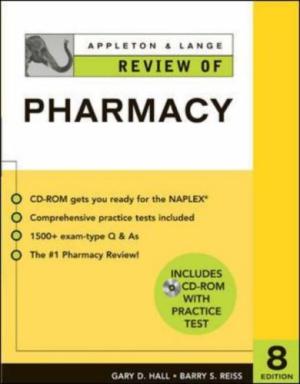 APPLETON & LANGE
REVIEW OF
PHARMACY
CD-ROM gets you ready for the NAPLEX®
Comprehensive practice tests included
1500+ exam-type Q & As
The #1 Pharmacy Review!
INCLUDES
CD-ROM
WITH
PRACTICE
TEST
8
EDITION
GARY D. HALL • BARRY S. REISS